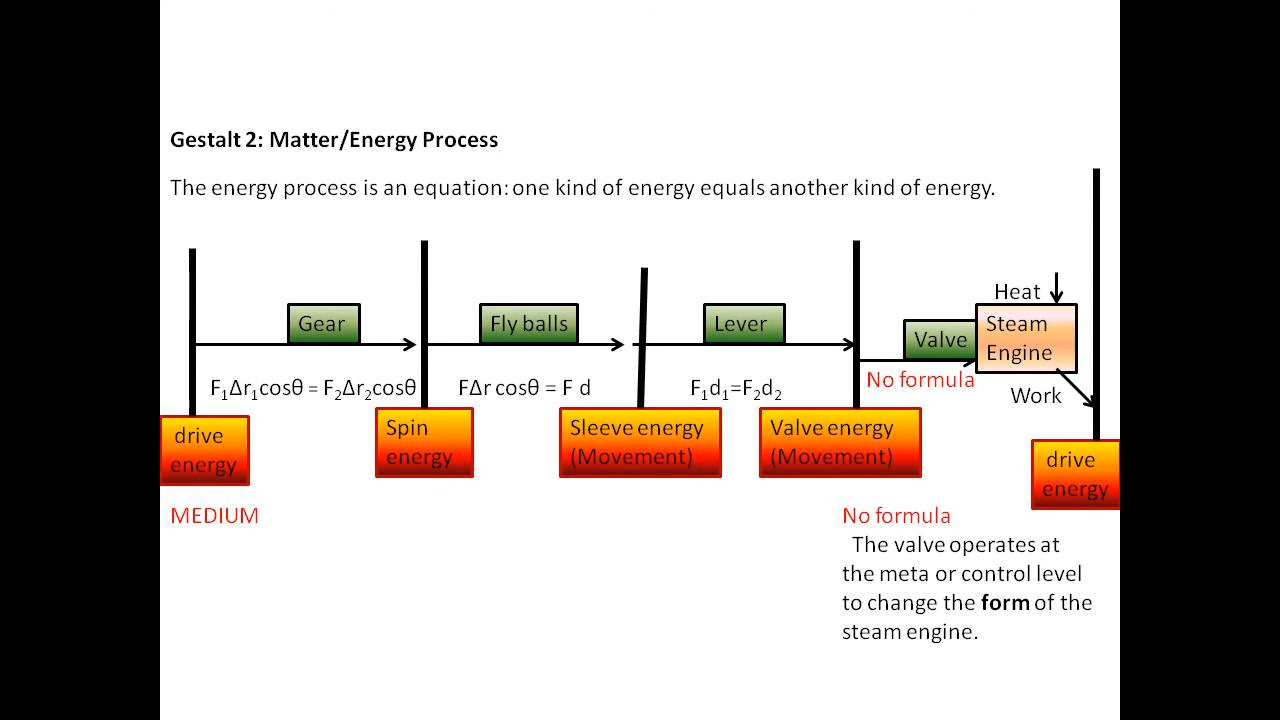 Gestalt 2: Matter/Energy Process
The energy process is an equation: one kind of energy equals another kind of energy.
Heat
Gear
Fly balls
Lever
Valve
Steam
Engine
No formula
Work
F₁Δr₁cosθ = F₂Δr₂cosθ
FΔr cosθ = F d
F₁d₁=F₂d₂
drive
energy
Spin
energy
Sleeve energy
(Movement)
Valve energy
(Movement)
drive
energy
MEDIUM
No formula
The valve operates at
the meta or control level
to change the form of the
steam engine.